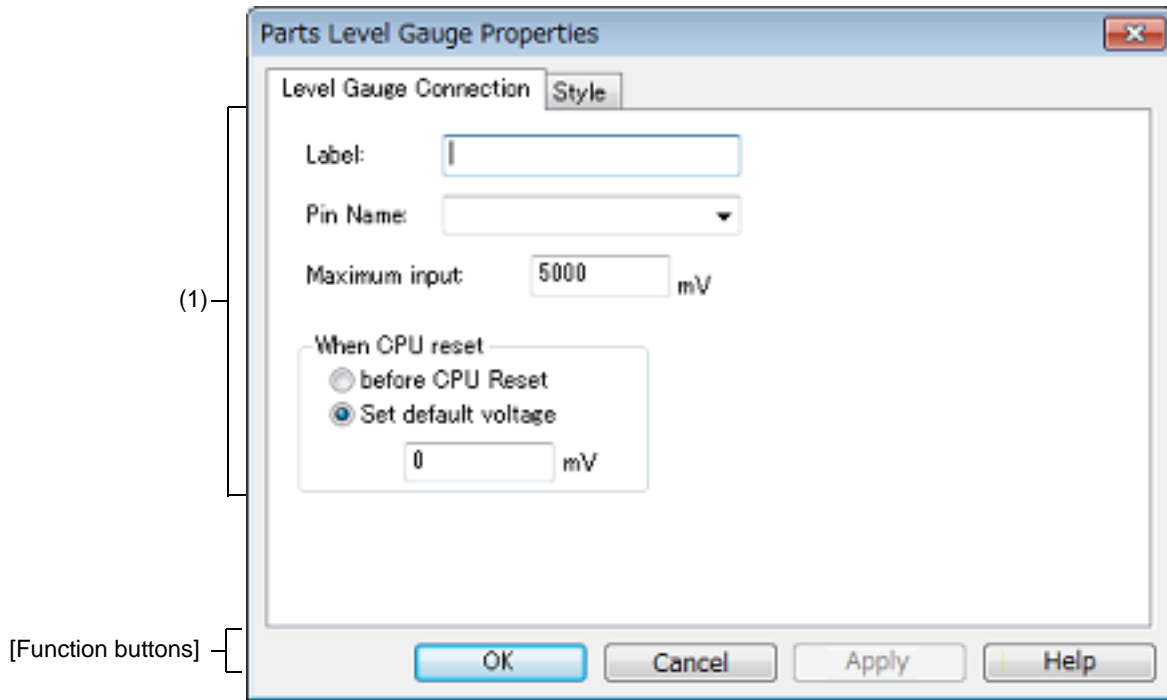 Parts Level Gauge Properties
Level Gauge Connection Style
Label:
Pin Name:
Maximum input: 5000 mV
(1)
When CPU reset
before CPU Reset
Set default voltage
0 mV
[Function buttons]
OK Cancel Apply Help